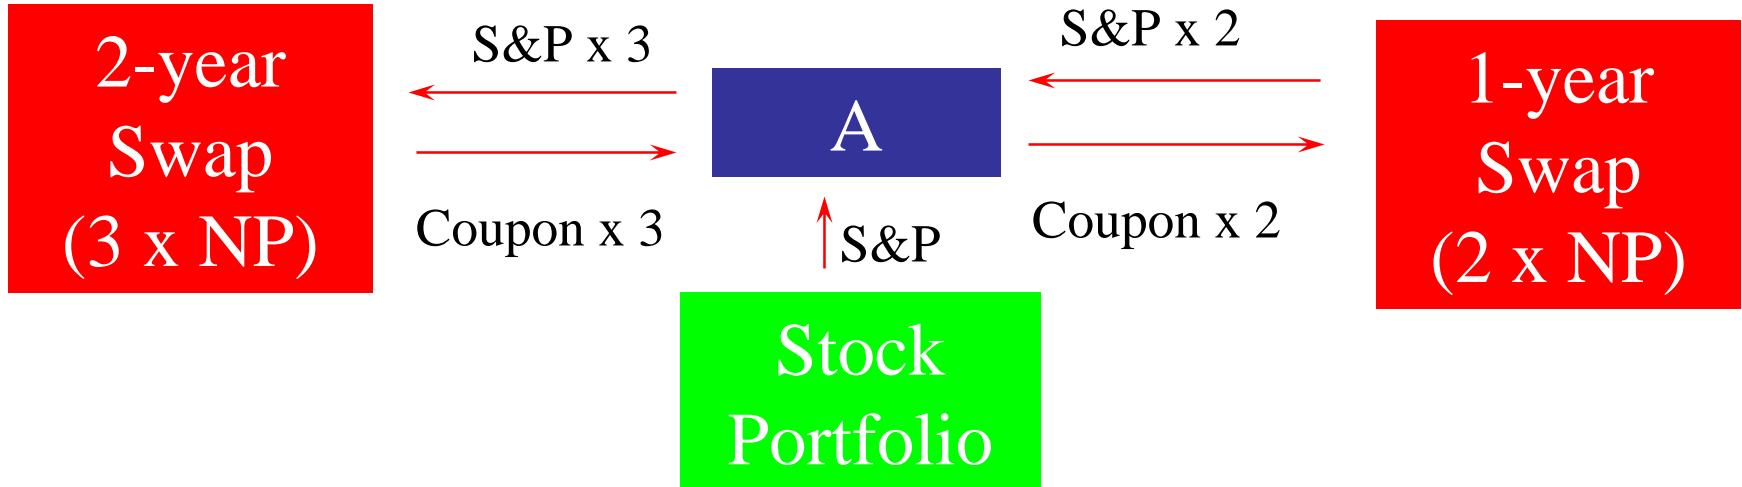 2-year
Swap
(3 x NP)
S&P x 3
Coupon x 3
A
S&P
Stock
Portfolio
S&P x 2
Coupon x 2
1-year
Swap
(2 x NP)